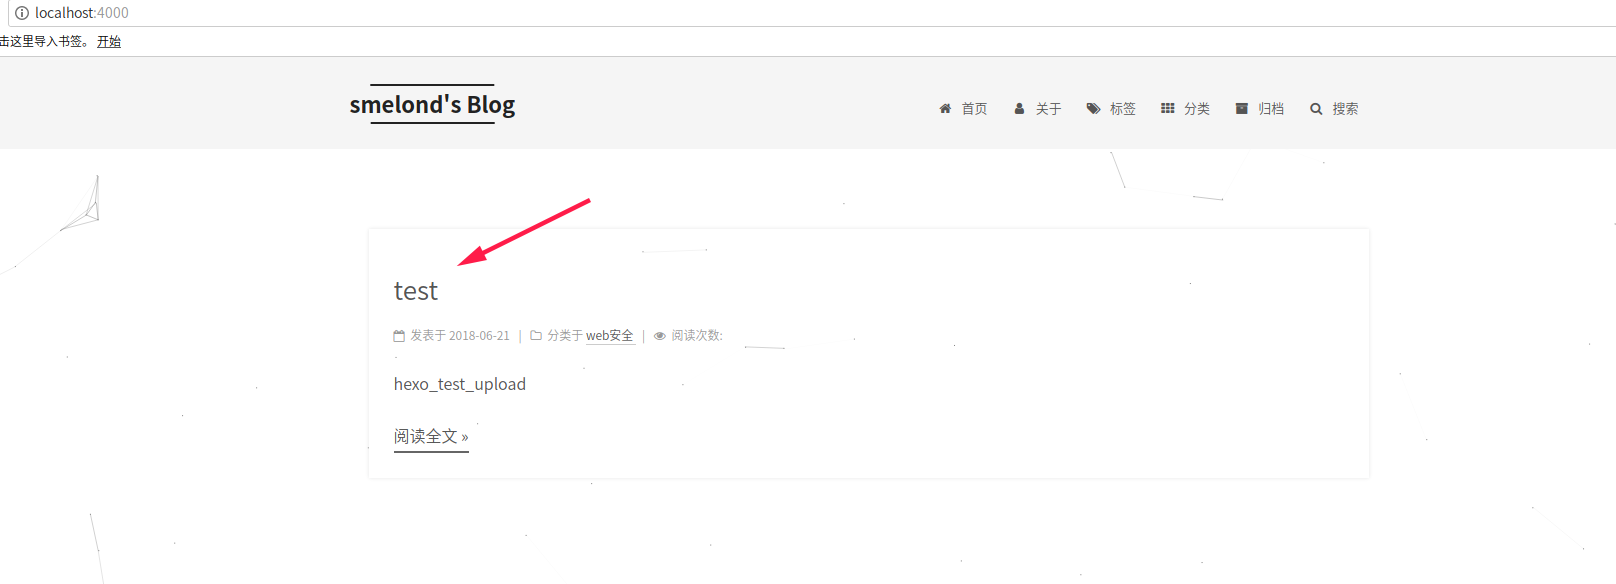 localhost:4000
击这里导入书签。 开始
smelond's Blog
首页 关于 标签 分类 归档 搜索
test
发表于 2018-06-21 | 分类于 web安全 | 阅读次数:
hexo_test_upload
阅读全文 »